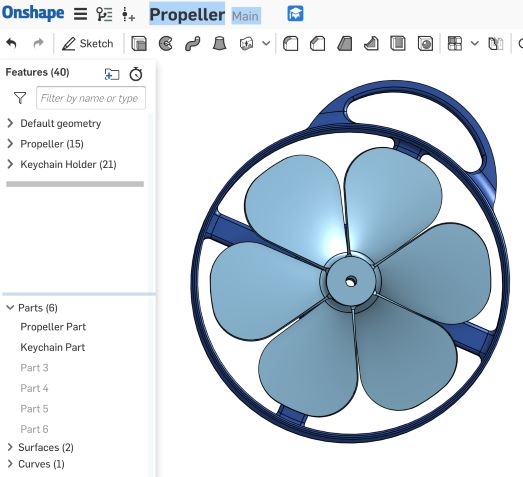 Onshape Propeller Main
Sketch
Features (40)
Filter by name or type
Default geometry
Propeller (15)
Keychain Holder (21)
Parts (6)
Propeller Part
Keychain Part
Part 3
Part 4
Part 5
Part 6
Surfaces (2)
Curves (1)